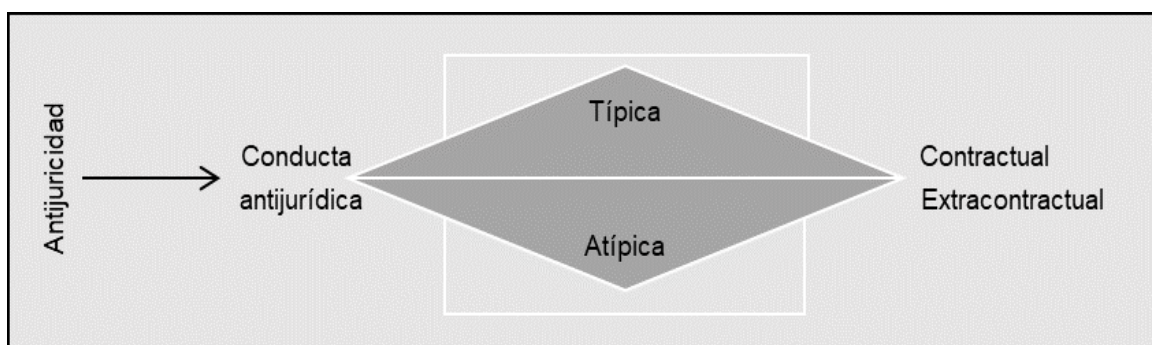 Antijuricidad
Conducta
antijurídica
Típica
Atípica
Contractual
Extracontractual